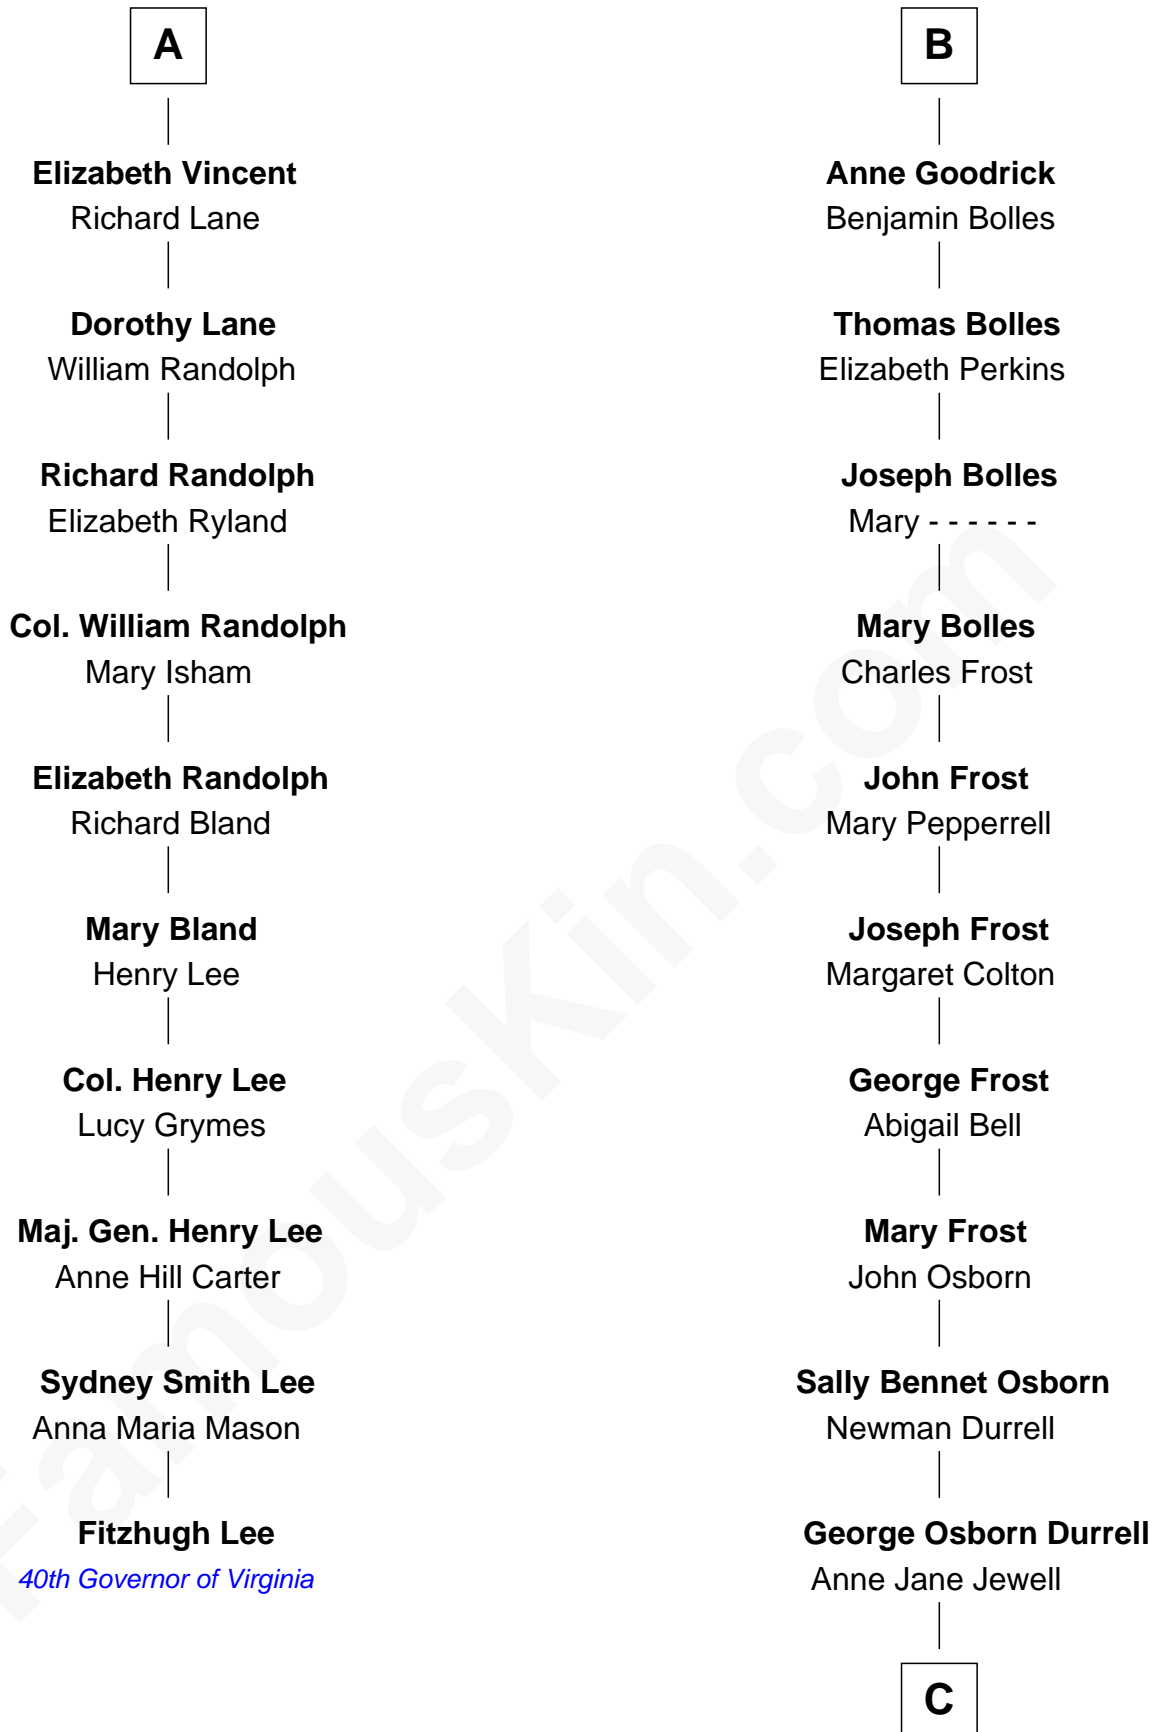 A
Elizabeth Vincent
Richard Lane
Dorothy Lane
William Randolph
Richard Randolph
Elizabeth Ryland
Col. William Randolph
Mary Isham
Elizabeth Randolph
Richard Bland
Mary Bland
Henry Lee
Col. Henry Lee
Lucy Grymes
Maj. Gen. Henry Lee
Anne Hill Carter
Sydney Smith Lee
Anna Maria Mason
Fitzhugh Lee
40th Governor of Virginia
B
Anne Goodrick
Benjamin Bolles
Thomas Bolles
Elizabeth Perkins
Joseph Bolles
Mary - - - - - -
Mary Bolles
Charles Frost
John Frost
Mary Pepperrell
Joseph Frost
Margaret Colton
George Frost
Abigail Bell
Mary Frost
John Osborn
Sally Bennet Osborn
Newman Durrell
George Osborn Durrell
Anne Jane Jewell
C
FamousKin.com